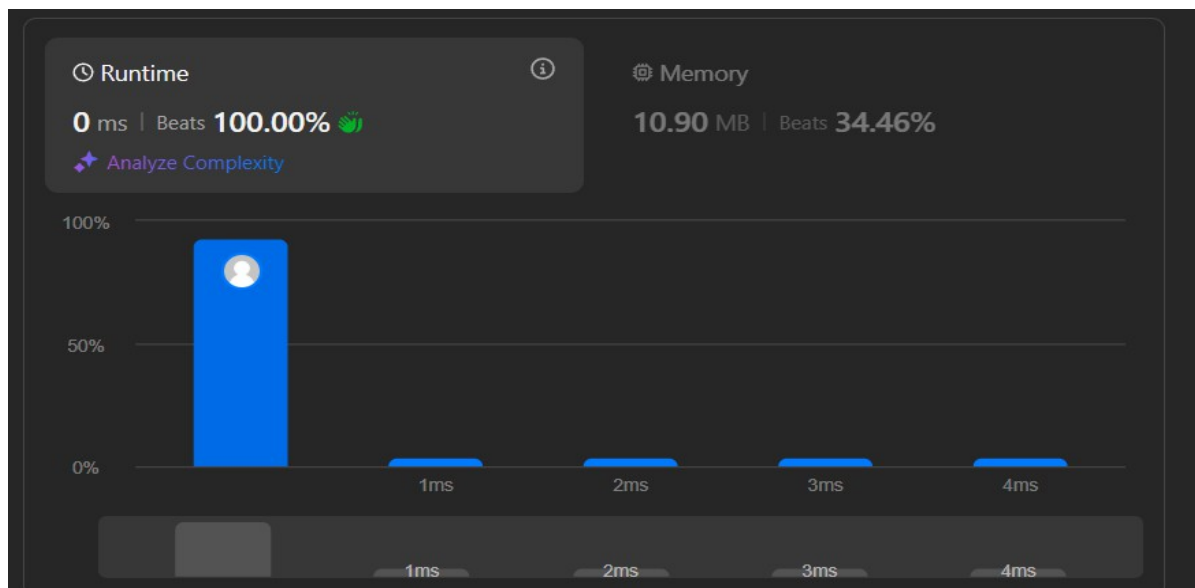 Runtime
0 ms | Beats 100.00%
Analyze Complexity
Memory
10.90 MB | Beats 34.46%
100%
50%
0%
1ms 2ms 3ms 4ms
1ms 2ms 3ms 4ms